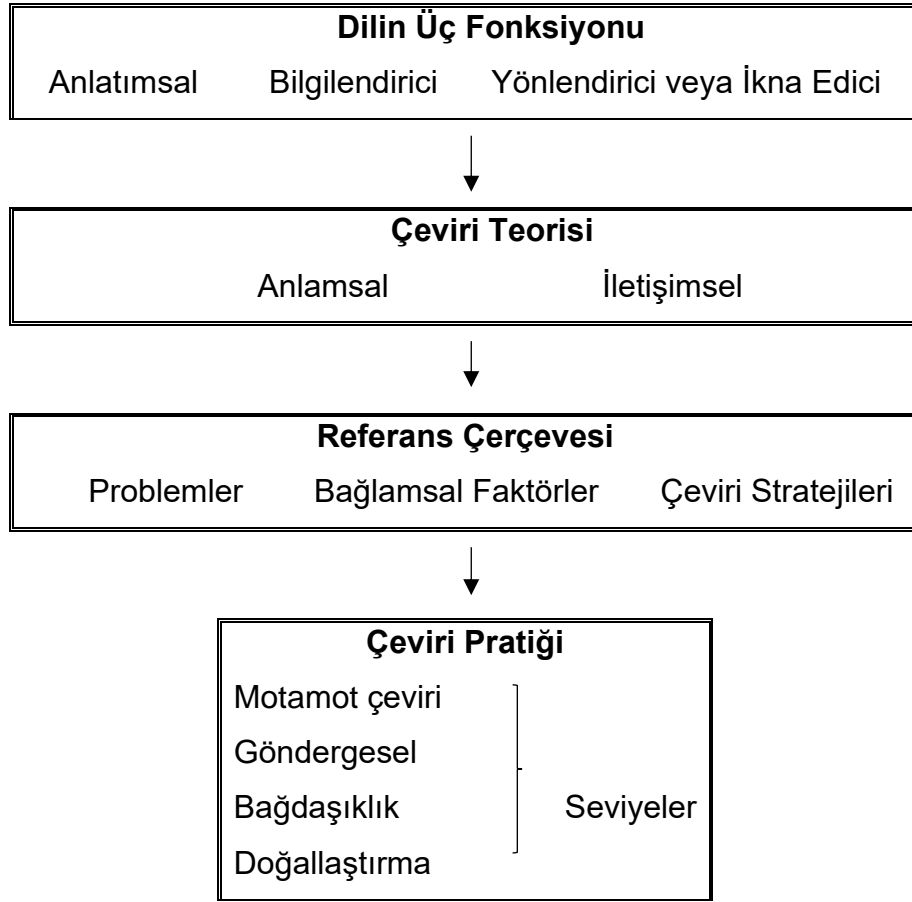 Dilin Üç Fonksiyonu
Anlatımsal Bilgilendirici Yönlendirici veya İkna Edici
Çeviri Teorisi
Anlamsal İletişimsel
Referans Çerçevesi
Problemler Bağlamsal Faktörler Çeviri Stratejileri
Çeviri Pratiği
Motamot çeviri
Göndergesel
Bağdaşıklık Seviyeler
Doğallaştırma